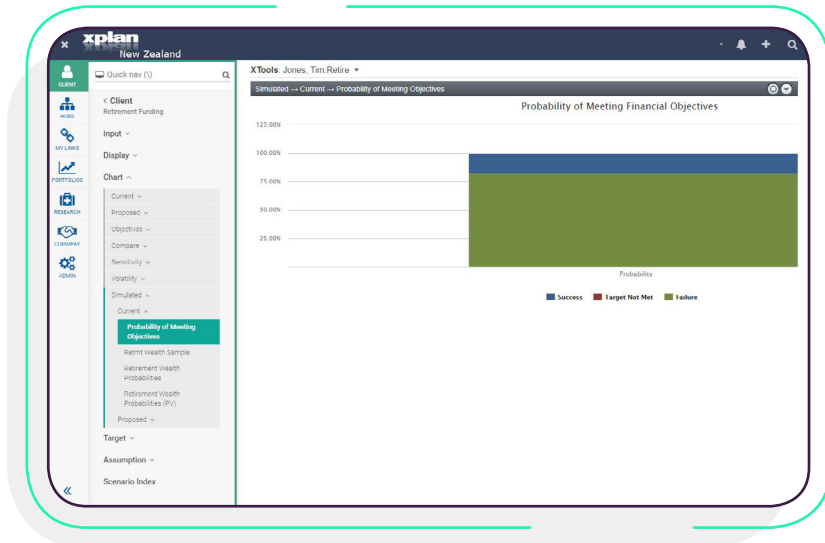 xplan
New Zealand
CLIENT
HOME
MY LINKS
PORTFOLIOS
RESEARCH
COMMPAY
ADMIN
Quick nav (\)
< Client
Retirement Funding
Input
Display
Chart
Current
Proposed
Objectives
Compare
Sensitivity
Volatility
Simulated
Current
Probability of Meeting
Objectives
Retmt Wealth Sample
Retirement Wealth
Probabilities
Retirement Wealth
Probabilities (PV)
Proposed
Target
Assumption
Scenario Index
XTools: Jones, Tim.Retire
Simulated → Current → Probability of Meeting Objectives
Probability of Meeting Financial Objectives
125.00%
100.00%
75.00%
50.00%
25.00%
Probability
Success Target Not Met Failure